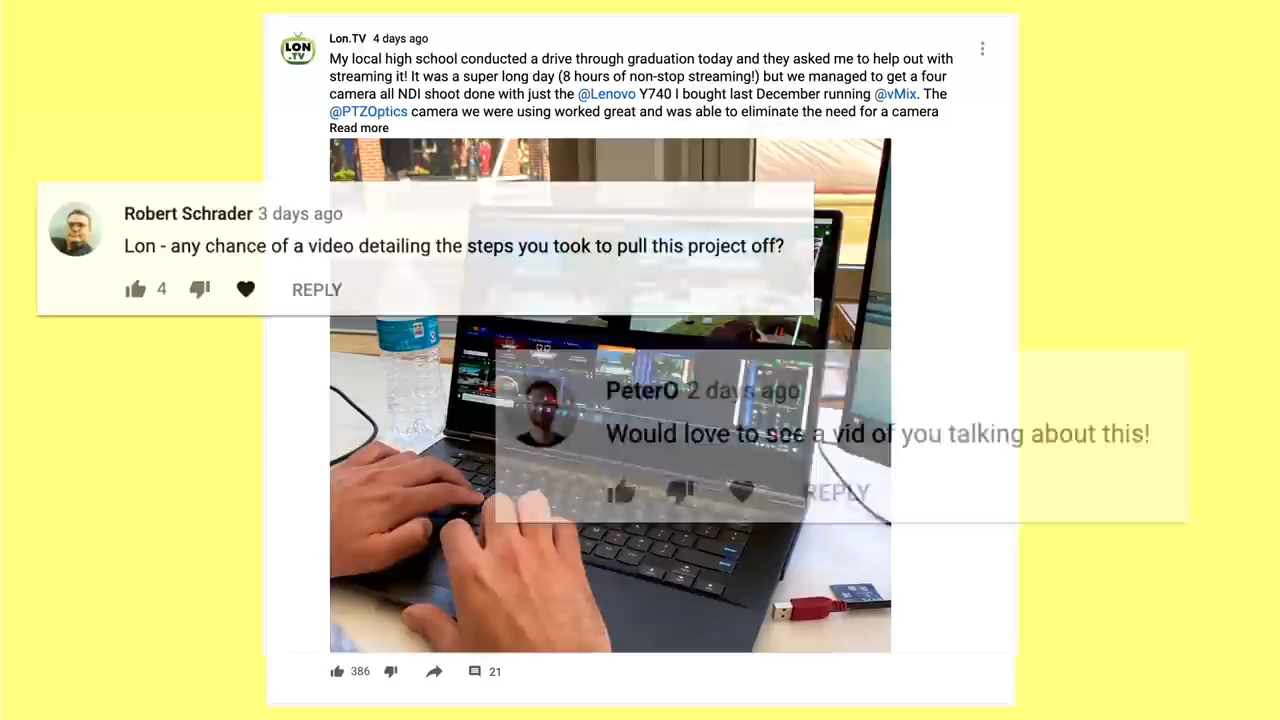 LON
.TV
Lon.TV 4 days ago
My local high school conducted a drive through graduation today and they asked me to help out with
streaming it! It was a super long day (8 hours of non-stop streaming!) but we managed to get a four
camera all NDI shoot done with just the @Lenovo Y740 I bought last December running @vMix. The
@PTZOptics camera we were using worked great and was able to eliminate the need for a camera
Read more
Robert Schrader 3 days ago
Lon - any chance of a video detailing the steps you took to pull this project off?
4 REPLY
PeterO 2 days ago
Would love to see a vid of you talking about this!
REPLY
386 21